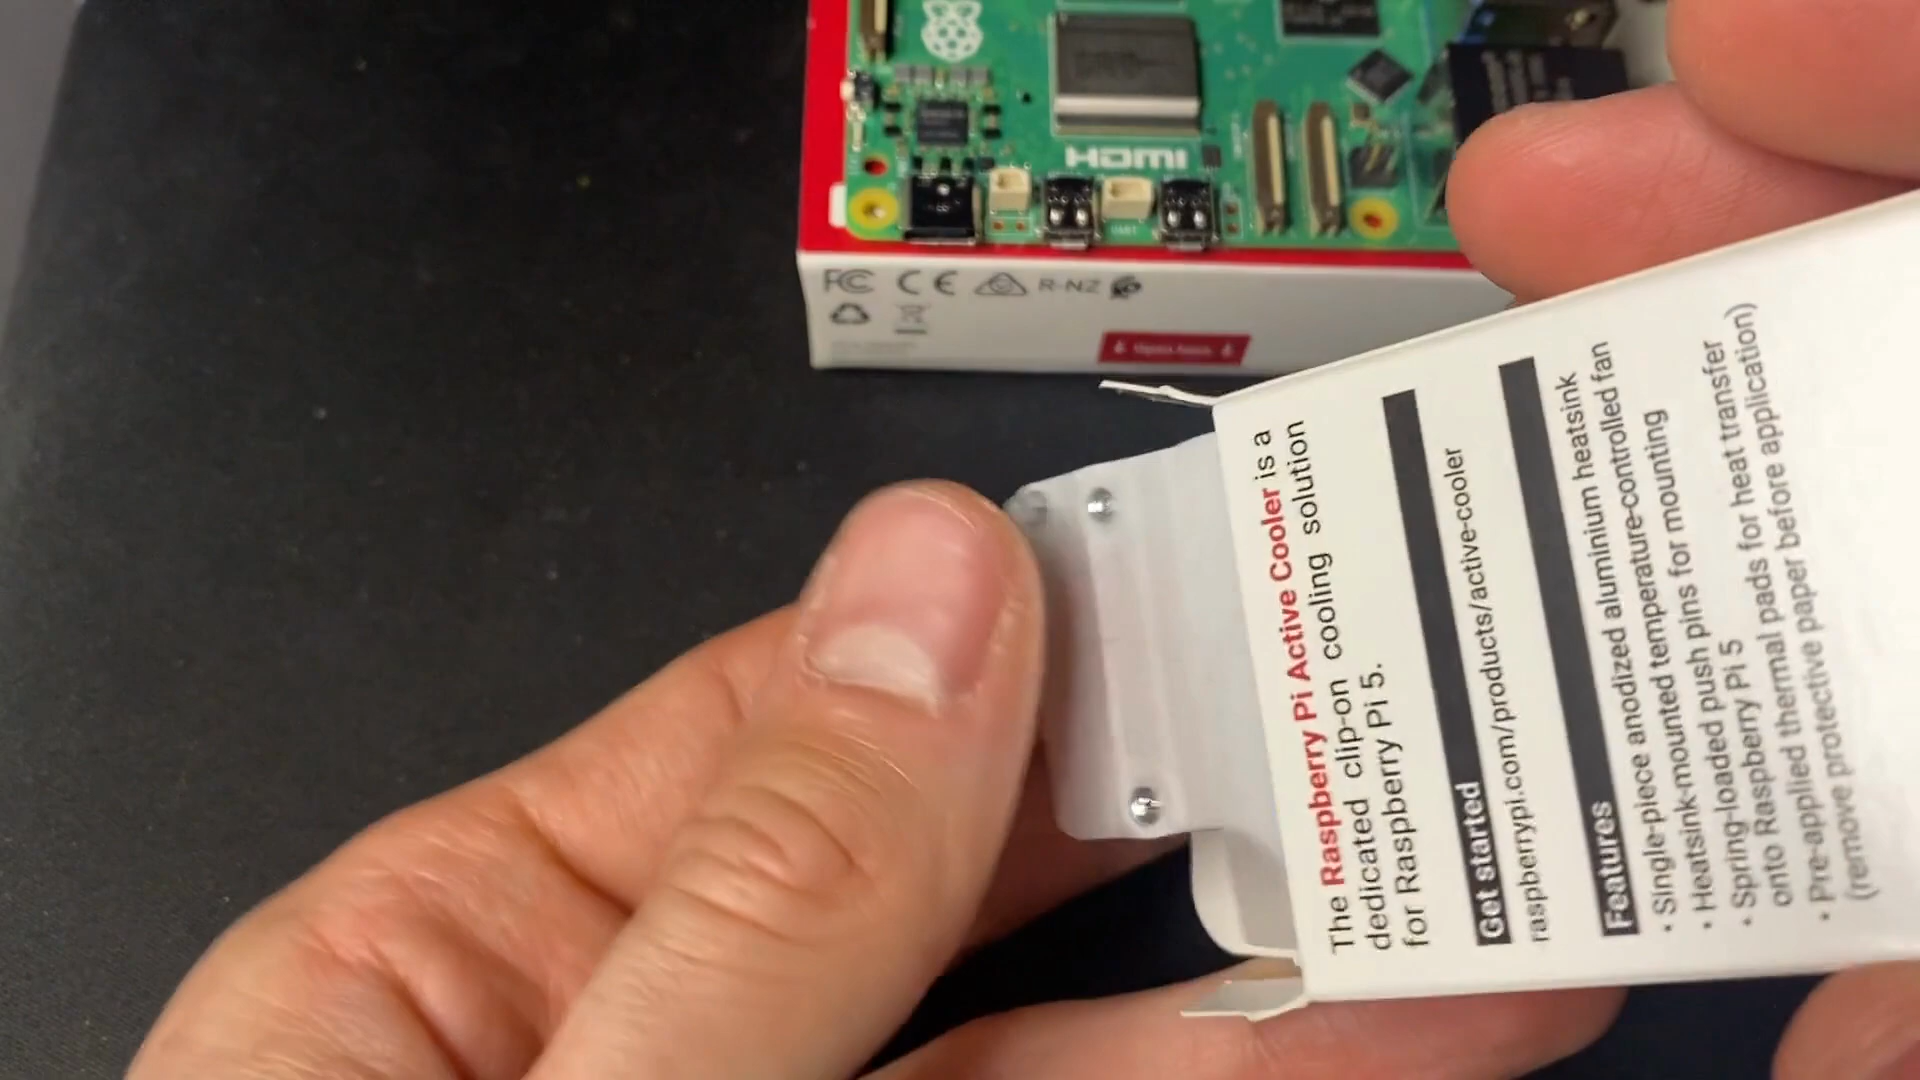 HDMI
UART
FC CE R-NZ
The Raspberry Pi Active Cooler is a
dedicated clip-on cooling solution
for Raspberry Pi 5.
Get started
raspberrypi.com/products/active-cooler
Features
• Single-piece anodized aluminium heatsink
• Heatsink-mounted temperature-controlled fan
• Spring-loaded push pins for mounting
onto Raspberry Pi 5
• Pre-applied thermal pads for heat transfer
(remove protective paper before application)